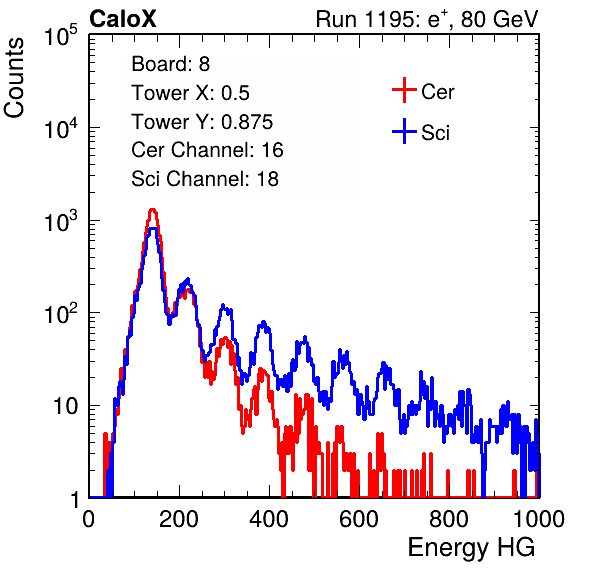 CaloX Run 1195: e⁺, 80 GeV
Counts
Board: 8
Tower X: 0.5
Tower Y: 0.875
Cer Channel: 16
Sci Channel: 18
Cer
Sci
10⁵
10⁴
10³
10²
10
1
0 200 400 600 800 1000
Energy HG